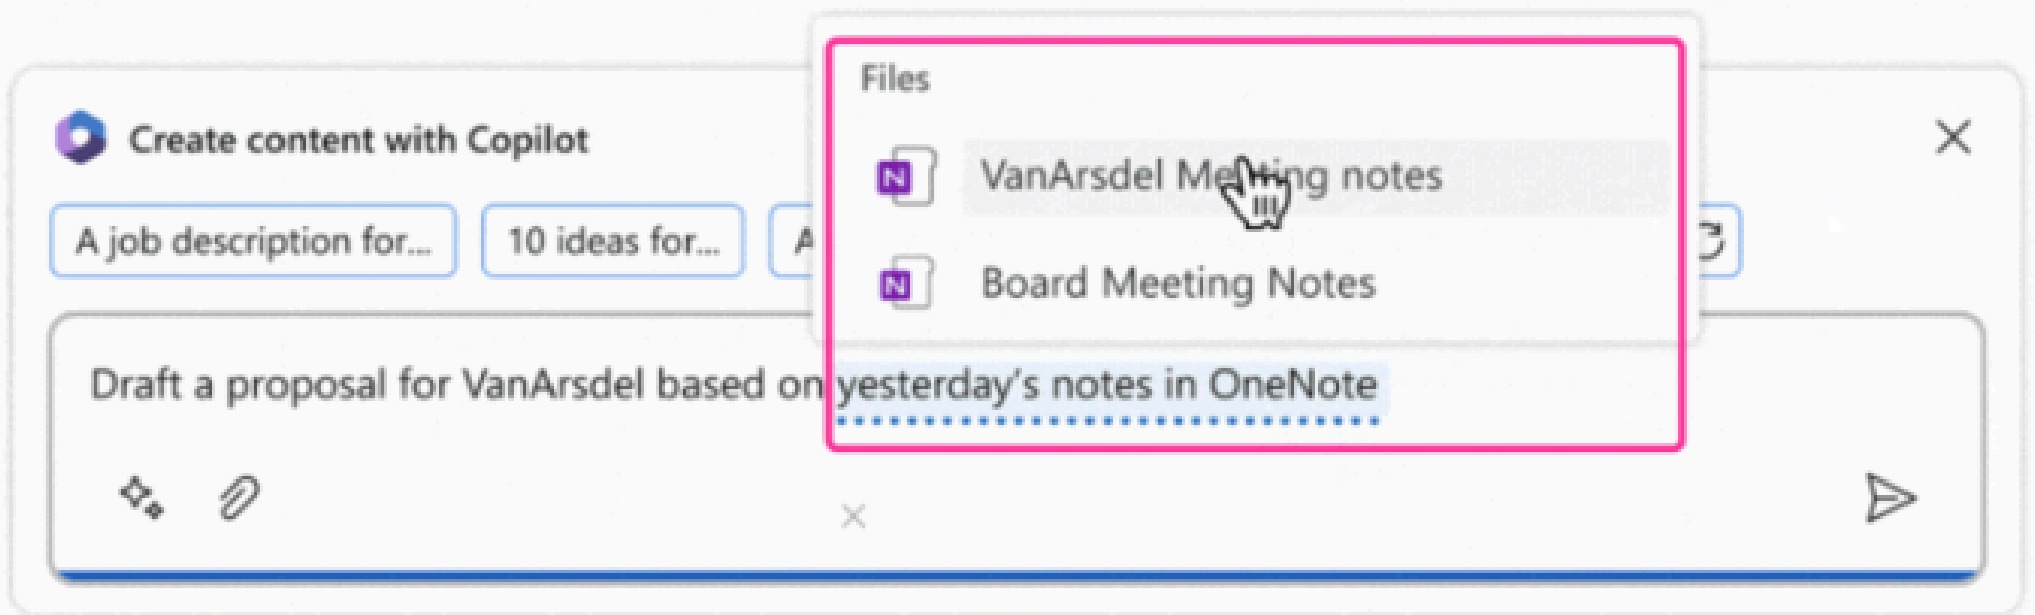 Files
VanArsdel Meeting notes
Board Meeting Notes
Create content with Copilot
A job description for...
10 ideas for...
A
Draft a proposal for VanArsdel based on yesterday's notes in OneNote